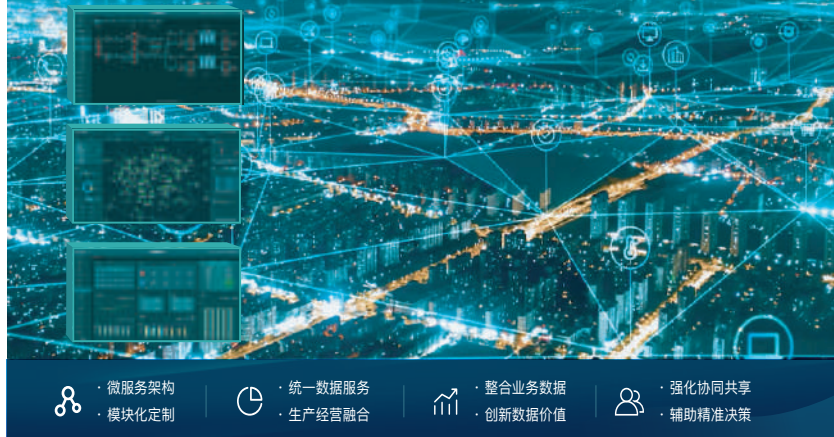 · 微服务架构
· 模块化定制
· 统一数据服务
· 生产经营融合
· 整合业务数据
· 创新数据价值
· 强化协同共享
· 辅助精准决策